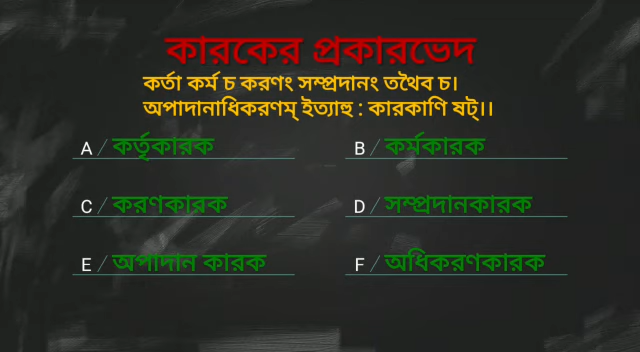 কারকের প্রকারভেদ
কর্তা কর্ম চ করণং সম্প্রদানং তথৈব চ।
অপাদানাধিকরণম্ ইত্যাহু : কারকাণি ষট্।।
A / কর্তৃকারক
B / কর্মকারক
C / করণকারক
D / সম্প্রদানকারক
E / অপাদান কারক
F / অধিকরণকারক